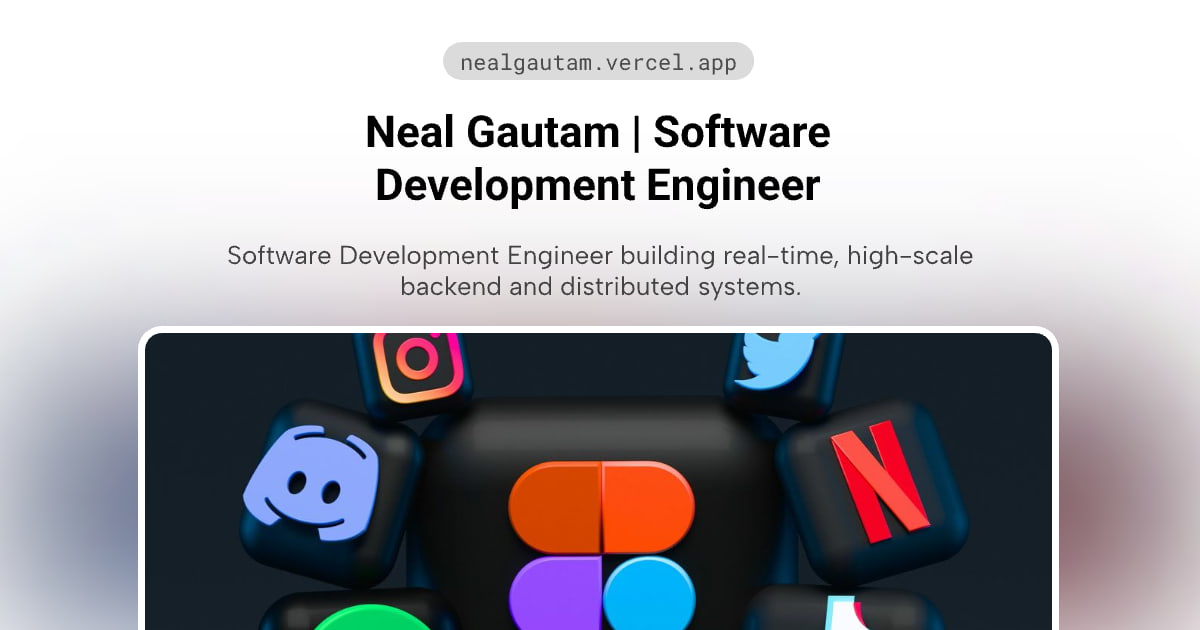 nealgautam.vercel.app
Neal Gautam | Software
Development Engineer
Software Development Engineer building real-time, high-scale
backend and distributed systems.